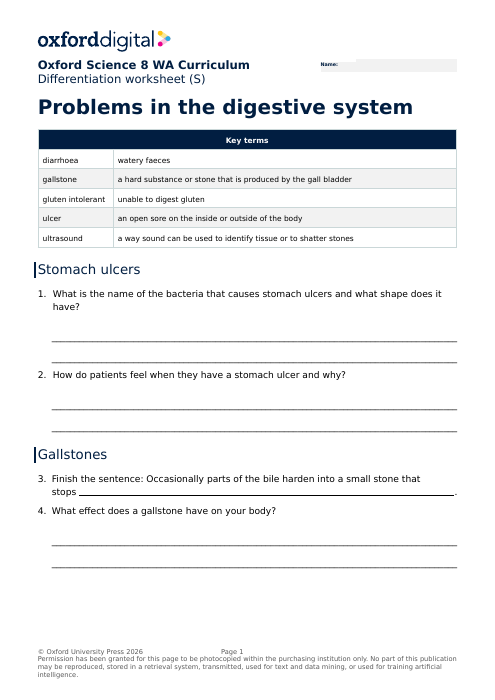 oxforddigital
Oxford Science 8 WA Curriculum
Name:
Differentiation worksheet (S)
Problems in the digestive system
Key terms
diarrhoea watery faeces
gallstone a hard substance or stone that is produced by the gall bladder
gluten intolerant unable to digest gluten
ulcer an open sore on the inside or outside of the body
ultrasound a way sound can be used to identify tissue or to shatter stones
Stomach ulcers
1. What is the name of the bacteria that causes stomach ulcers and what shape does it
have?
2. How do patients feel when they have a stomach ulcer and why?
Gallstones
3. Finish the sentence: Occasionally parts of the bile harden into a small stone that
stops .
4. What effect does a gallstone have on your body?
© Oxford University Press 2026 Page 1
Permission has been granted for this page to be photocopied within the purchasing institution only. No part of this publication
may be reproduced, stored in a retrieval system, transmitted, used for text and data mining, or used for training artificial
intelligence.